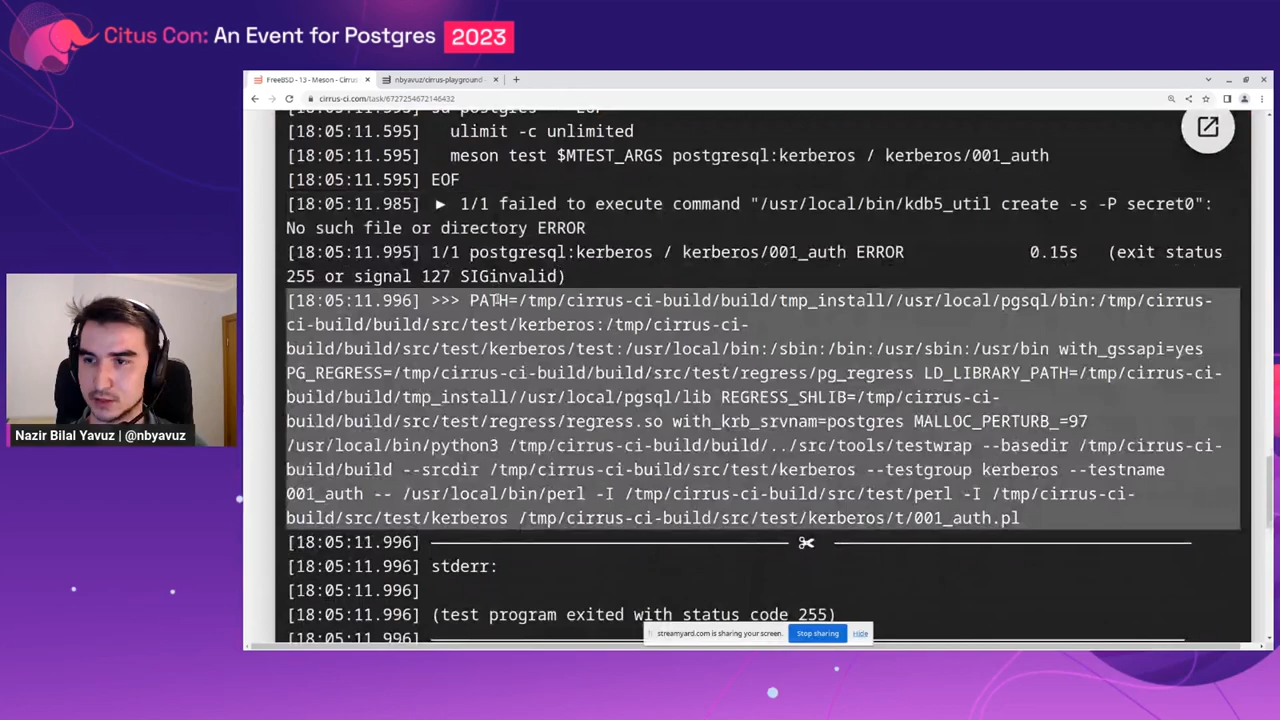 Citus Con: An Event for Postgres 2023
FreeBSD - 13 - Meson - Cirrus
nbyavuz/cirrus-playground -
cirrus-ci.com/task/6727254672146432
[18:05:11.595]
[18:05:11.595] ulimit -c unlimited
[18:05:11.595] meson test $MTEST_ARGS postgresql:kerberos / kerberos/001_auth
[18:05:11.595] EOF
[18:05:11.985] ► 1/1 failed to execute command "/usr/local/bin/kdb5_util create -s -P secret0":
No such file or directory ERROR
[18:05:11.995] 1/1 postgresql:kerberos / kerberos/001_auth ERROR 0.15s (exit status
255 or signal 127 SIGinvalid)
[18:05:11.996] >>> PATH=/tmp/cirrus-ci-build/build/tmp_install//usr/local/pgsql/bin:/tmp/cirrus-
ci-build/build/src/test/kerberos:/tmp/cirrus-ci-
build/build/src/test/kerberos/test:/usr/local/bin:/sbin:/bin:/usr/sbin:/usr/bin with_gssapi=yes
PG_REGRESS=/tmp/cirrus-ci-build/build/src/test/regress/pg_regress LD_LIBRARY_PATH=/tmp/cirrus-ci-
build/build/tmp_install//usr/local/pgsql/lib REGRESS_SHLIB=/tmp/cirrus-ci-
build/build/src/test/regress/regress.so with_krb_srvnam=postgres MALLOC_PERTURB_=97
/usr/local/bin/python3 /tmp/cirrus-ci-build/build/../src/tools/testwrap --basedir /tmp/cirrus-ci-
build/build --srcdir /tmp/cirrus-ci-build/src/test/kerberos --testgroup kerberos --testname
001_auth -- /usr/local/bin/perl -I /tmp/cirrus-ci-build/src/test/perl -I /tmp/cirrus-ci-
build/src/test/kerberos /tmp/cirrus-ci-build/src/test/kerberos/t/001_auth.pl
[18:05:11.996] ✂
[18:05:11.996] stderr:
[18:05:11.996]
[18:05:11.996] (test program exited with status code 255)
[18:05:11.996]
streamyard.com is sharing your screen. Stop sharing Hide
Nazir Bilal Yavuz | @nbyavuz